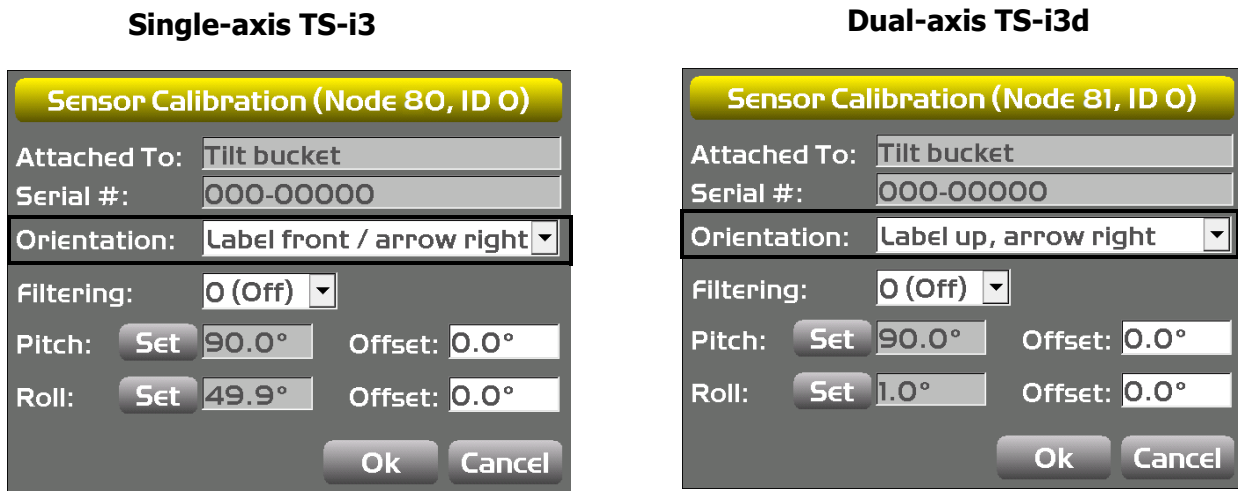 Single-axis TS-i3
Sensor Calibration (Node 80, ID 0)
Attached To: Tilt bucket
Serial #: 000-00000
Orientation: Label front / arrow right
Filtering: 0 (Off)
Pitch: Set 90.0° Offset: 0.0°
Roll: Set 49.9° Offset: 0.0°
Ok Cancel
Dual-axis TS-i3d
Sensor Calibration (Node 81, ID 0)
Attached To: Tilt bucket
Serial #: 000-00000
Orientation: Label up, arrow right
Filtering: 0 (Off)
Pitch: Set 90.0° Offset: 0.0°
Roll: Set 1.0° Offset: 0.0°
Ok Cancel